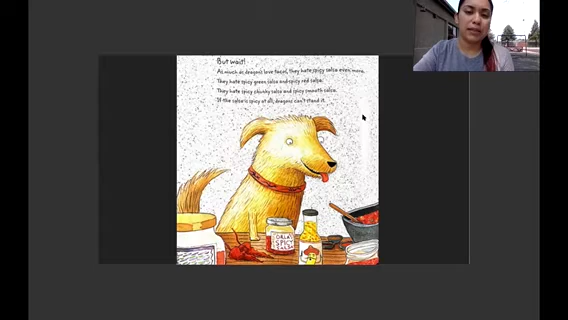 But wait!
As much as dragons love tacos, they hate spicy salsa even more.
They hate spicy green salsa and spicy red salsa.
They hate spicy chunky salsa and spicy smooth salsa.
If the salsa is spicy at all, dragons can't stand it.
SPICY